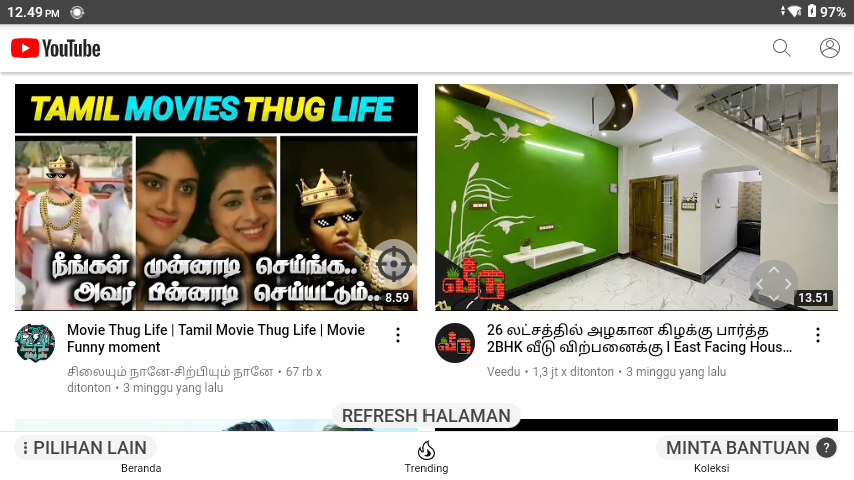 12.49 PM
97%
YouTube
TAMIL MOVIES THUG LIFE
நீங்கள் முன்னாடி செய்ங்க..
அவர் பின்னாடி செய்யட்டும்..
8.59
வீடு
13.51
Movie Thug Life | Tamil Movie Thug Life | Movie
Funny moment
சிலையும் நானே-சிற்பியும் நானே • 67 rb x
ditonton • 3 minggu yang lalu
வீடு
26 லட்சத்தில் அழகான கிழக்கு பார்த்த
2BHK வீடு விற்பனைக்கு I East Facing Hous...
Veedu • 1,3 jt x ditonton • 3 minggu yang lalu
REFRESH HALAMAN
PILIHAN LAIN
MINTA BANTUAN ?
Beranda
Trending
Koleksi